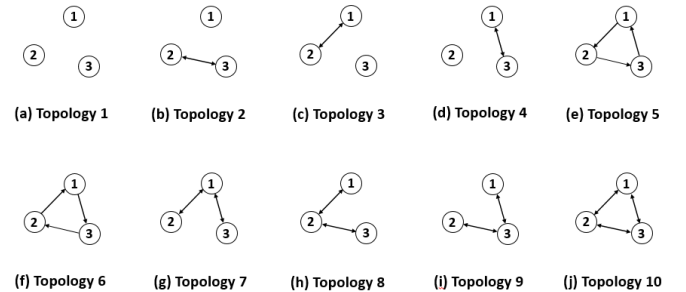 1 1 1 1 1
2 3 2 3 2 3 2 3 2 3
(a) Topology 1 (b) Topology 2 (c) Topology 3 (d) Topology 4 (e) Topology 5
1 1 1 1 1
2 3 2 3 2 3 2 3 2 3
(f) Topology 6 (g) Topology 7 (h) Topology 8 (i) Topology 9 (j) Topology 10